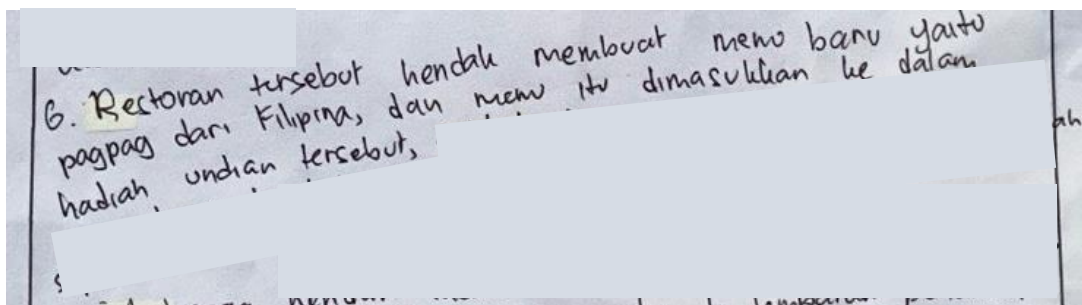 6. Restoran tersebut hendak membuat menu baru yaitu
pagpag dari Filipina, dan menu itu dimasukkan ke dalam
hadiah undian tersebut,
ah